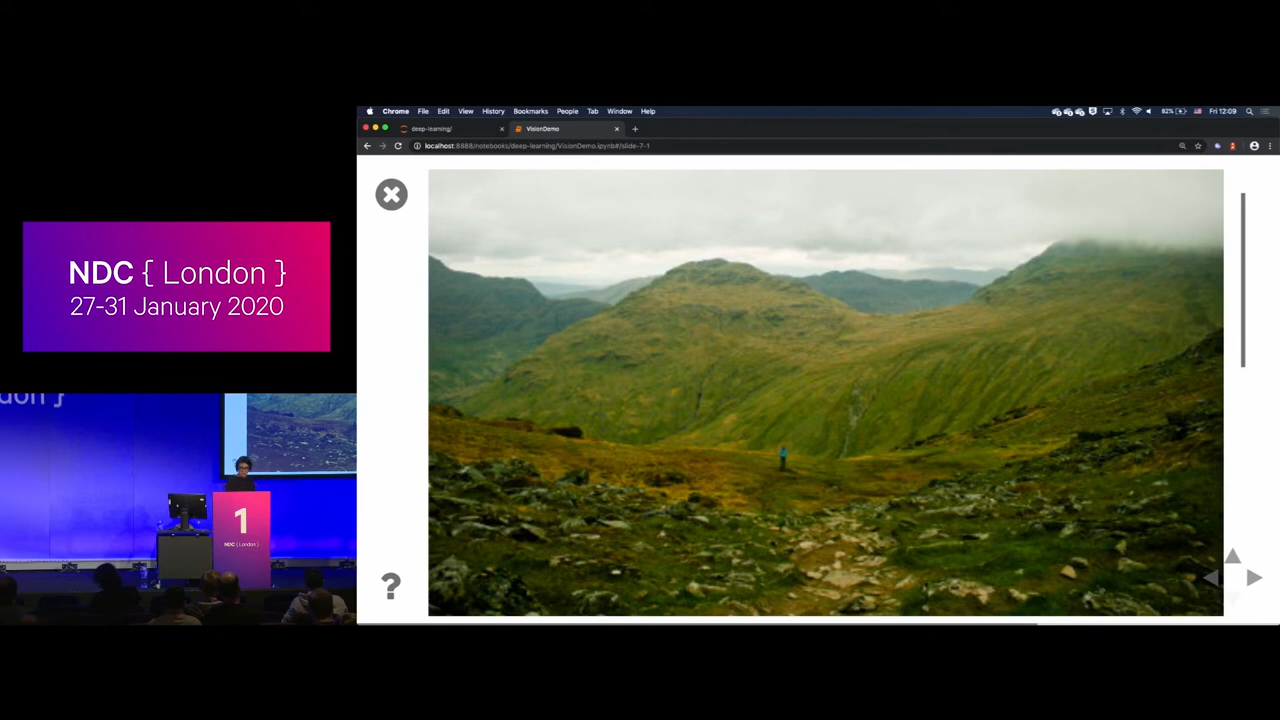 Chrome File Edit View History Bookmarks People Tab Window Help
82% Fri 12:09
deep-learning/
VisionDemo
localhost:8888/notebooks/deep-learning/VisionDemo.ipynb#/slide-7-1
NDC { London }
27-31 January 2020
don }
1
NDC { London }
?